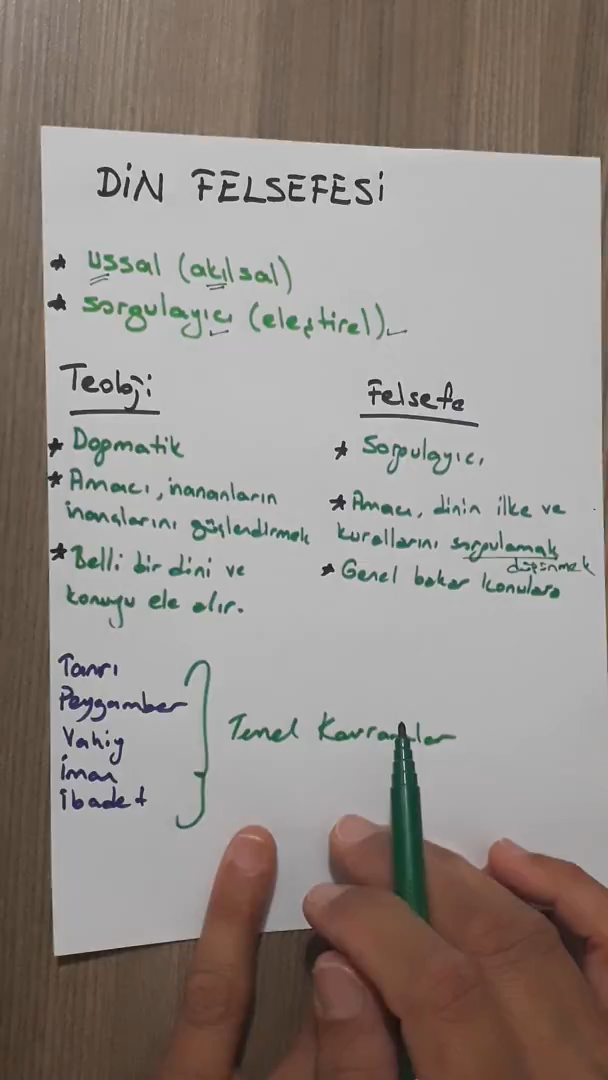 DİN FELSEFESİ
* ussal (akılsal)
* sorgulayıcı (eleştirel)
Teoloji
* Dogmatik
* Amacı, inananların
inançlarını güçlendirmek
* Belli bir dini ve
konuyu ele alır.
Felsefe
* Sorgulayıcı
* Amacı, dinin ilke ve
kurallarını sorgulamak
düşünmek
* Genel bakar konulara
Tanrı
Peygamber
Vahiy
İman
İbadet
Temel Kavramlar